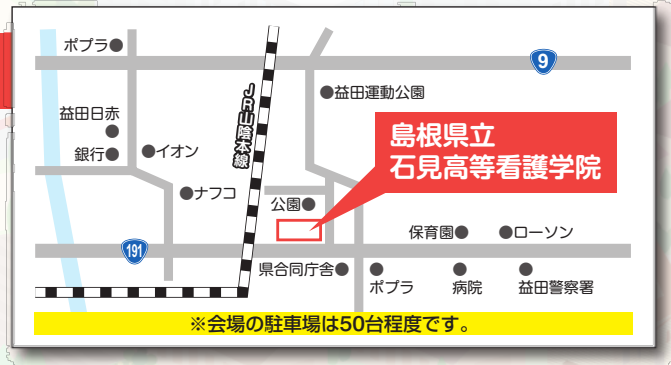 ポプラ
9
益田運動公園
JR山陰本線
益田日赤
銀行
イオン
島根県立
石見高等看護学院
ナフコ
公園
保育園
ローソン
191
県合同庁舎
ポプラ
病院
益田警察署
※会場の駐車場は50台程度です。